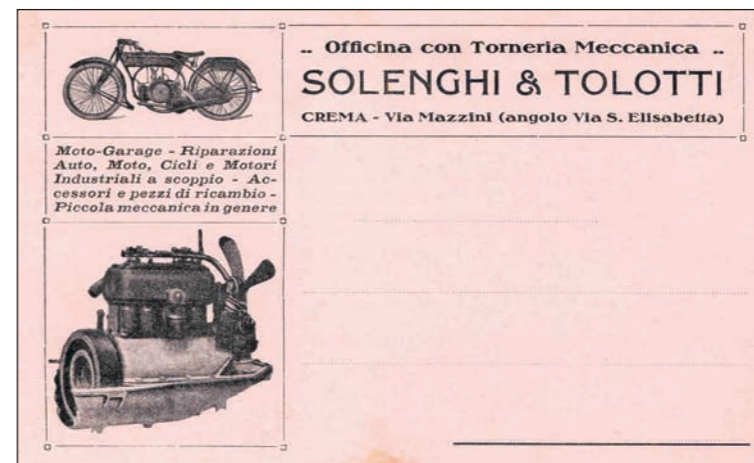 .. Officina con Torneria Meccanica ..
SOLENGHI & TOLOTTI
CREMA - Via Mazzini (angolo Via S. Elisabetta)
Moto-Garage - Riparazioni
Auto, Moto, Cicli e Motori
Industriali a scoppio - Ac-
cessori e pezzi di ricambio -
Piccola meccanica in genere